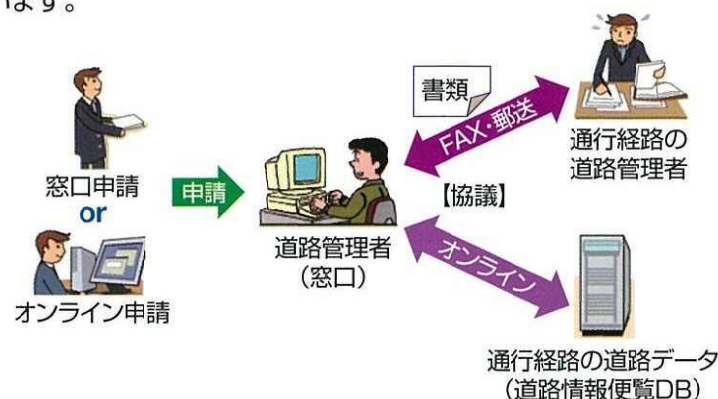 います。
書類
FAX・郵送
通行経路の
道路管理者
窓口申請
or
申請
【協議】
道路管理者
(窓口)
オンライン
オンライン申請
通行経路の道路データ
(道路情報便覧DB)